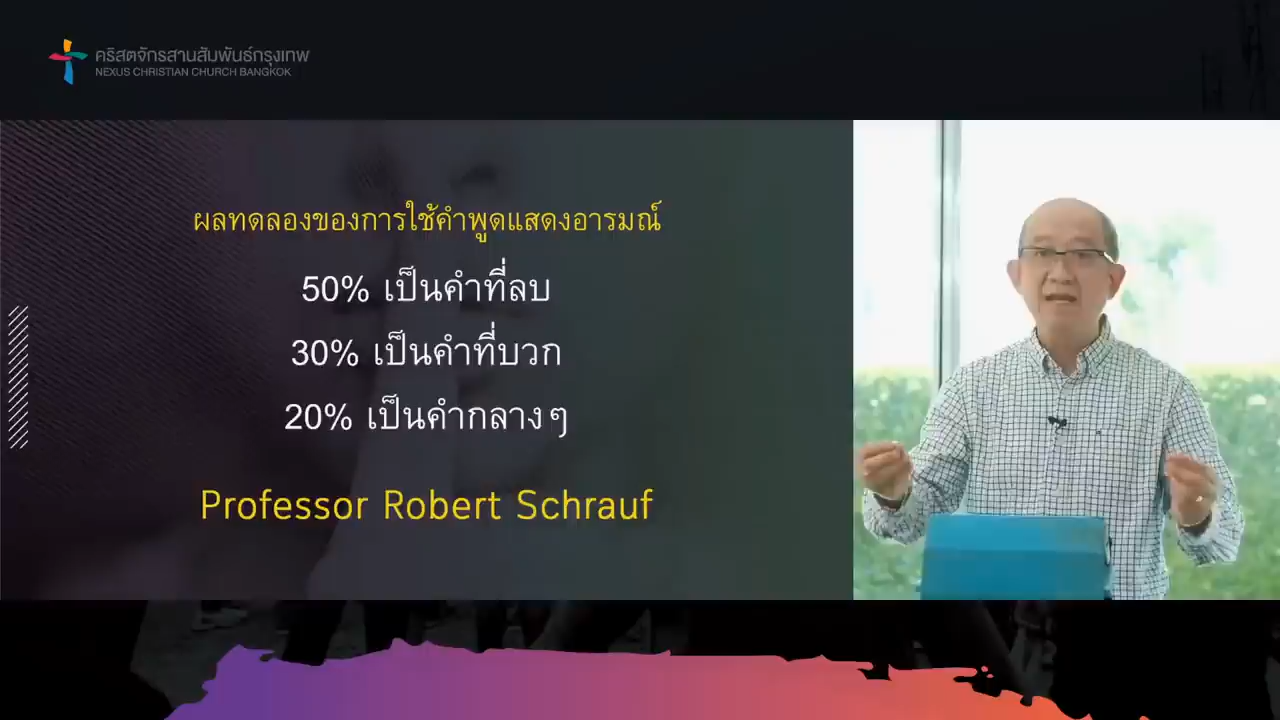 คริสตจักรสานสัมพันธ์กรุงเทพ
NEXUS CHRISTIAN CHURCH BANGKOK
ผลทดลองของการใช้คำพูดแสดงอารมณ์
50% เป็นคำที่ลบ
30% เป็นคำที่บวก
20% เป็นคำกลางๆ
Professor Robert Schrauf